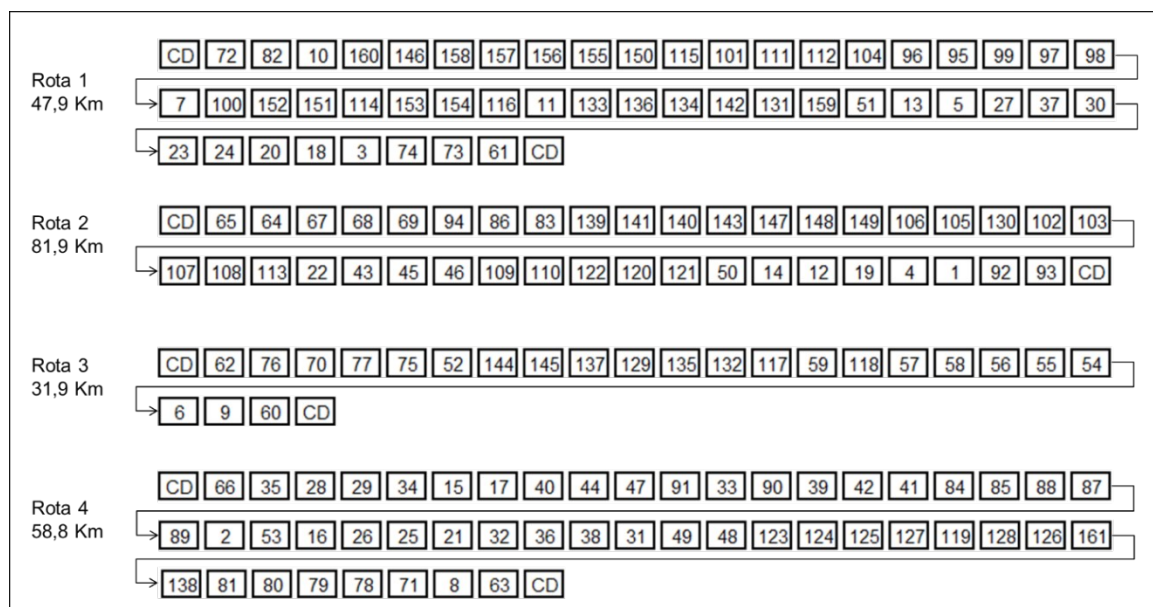 CD 72 82 10 160 146 158 157 156 155 150 115 101 111 112 104 96 95 99 97 98
Rota 1
47,9 Km
7 100 152 151 114 153 154 116 11 133 136 134 142 131 159 51 13 5 27 37 30
23 24 20 18 3 74 73 61 CD
CD 65 64 67 68 69 94 86 83 139 141 140 143 147 148 149 106 105 130 102 103
Rota 2
81,9 Km
107 108 113 22 43 45 46 109 110 122 120 121 50 14 12 19 4 1 92 93 CD
CD 62 76 70 77 75 52 144 145 137 129 135 132 117 59 118 57 58 56 55 54
Rota 3
31,9 Km
6 9 60 CD
CD 66 35 28 29 34 15 17 40 44 47 91 33 90 39 42 41 84 85 88 87
Rota 4
58,8 Km
89 2 53 16 26 25 21 32 36 38 31 49 48 123 124 125 127 119 128 126 161
138 81 80 79 78 71 8 63 CD